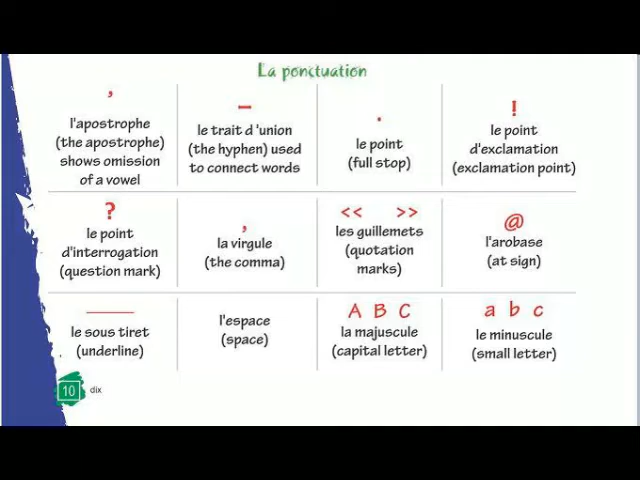 La ponctuation
’
l'apostrophe
(the apostrophe)
shows omission
of a vowel
–
le trait d 'union
(the hyphen) used
to connect words
.
le point
(full stop)
!
le point
d'exclamation
(exclamation point)
?
le point
d'interrogation
(question mark)
,
la virgule
(the comma)
<< >>
les guillemets
(quotation
marks)
@
l'arobase
(at sign)
le sous tiret
(underline)
l'espace
(space)
A B C
la majuscule
(capital letter)
a b c
le minuscule
(small letter)
10 dix